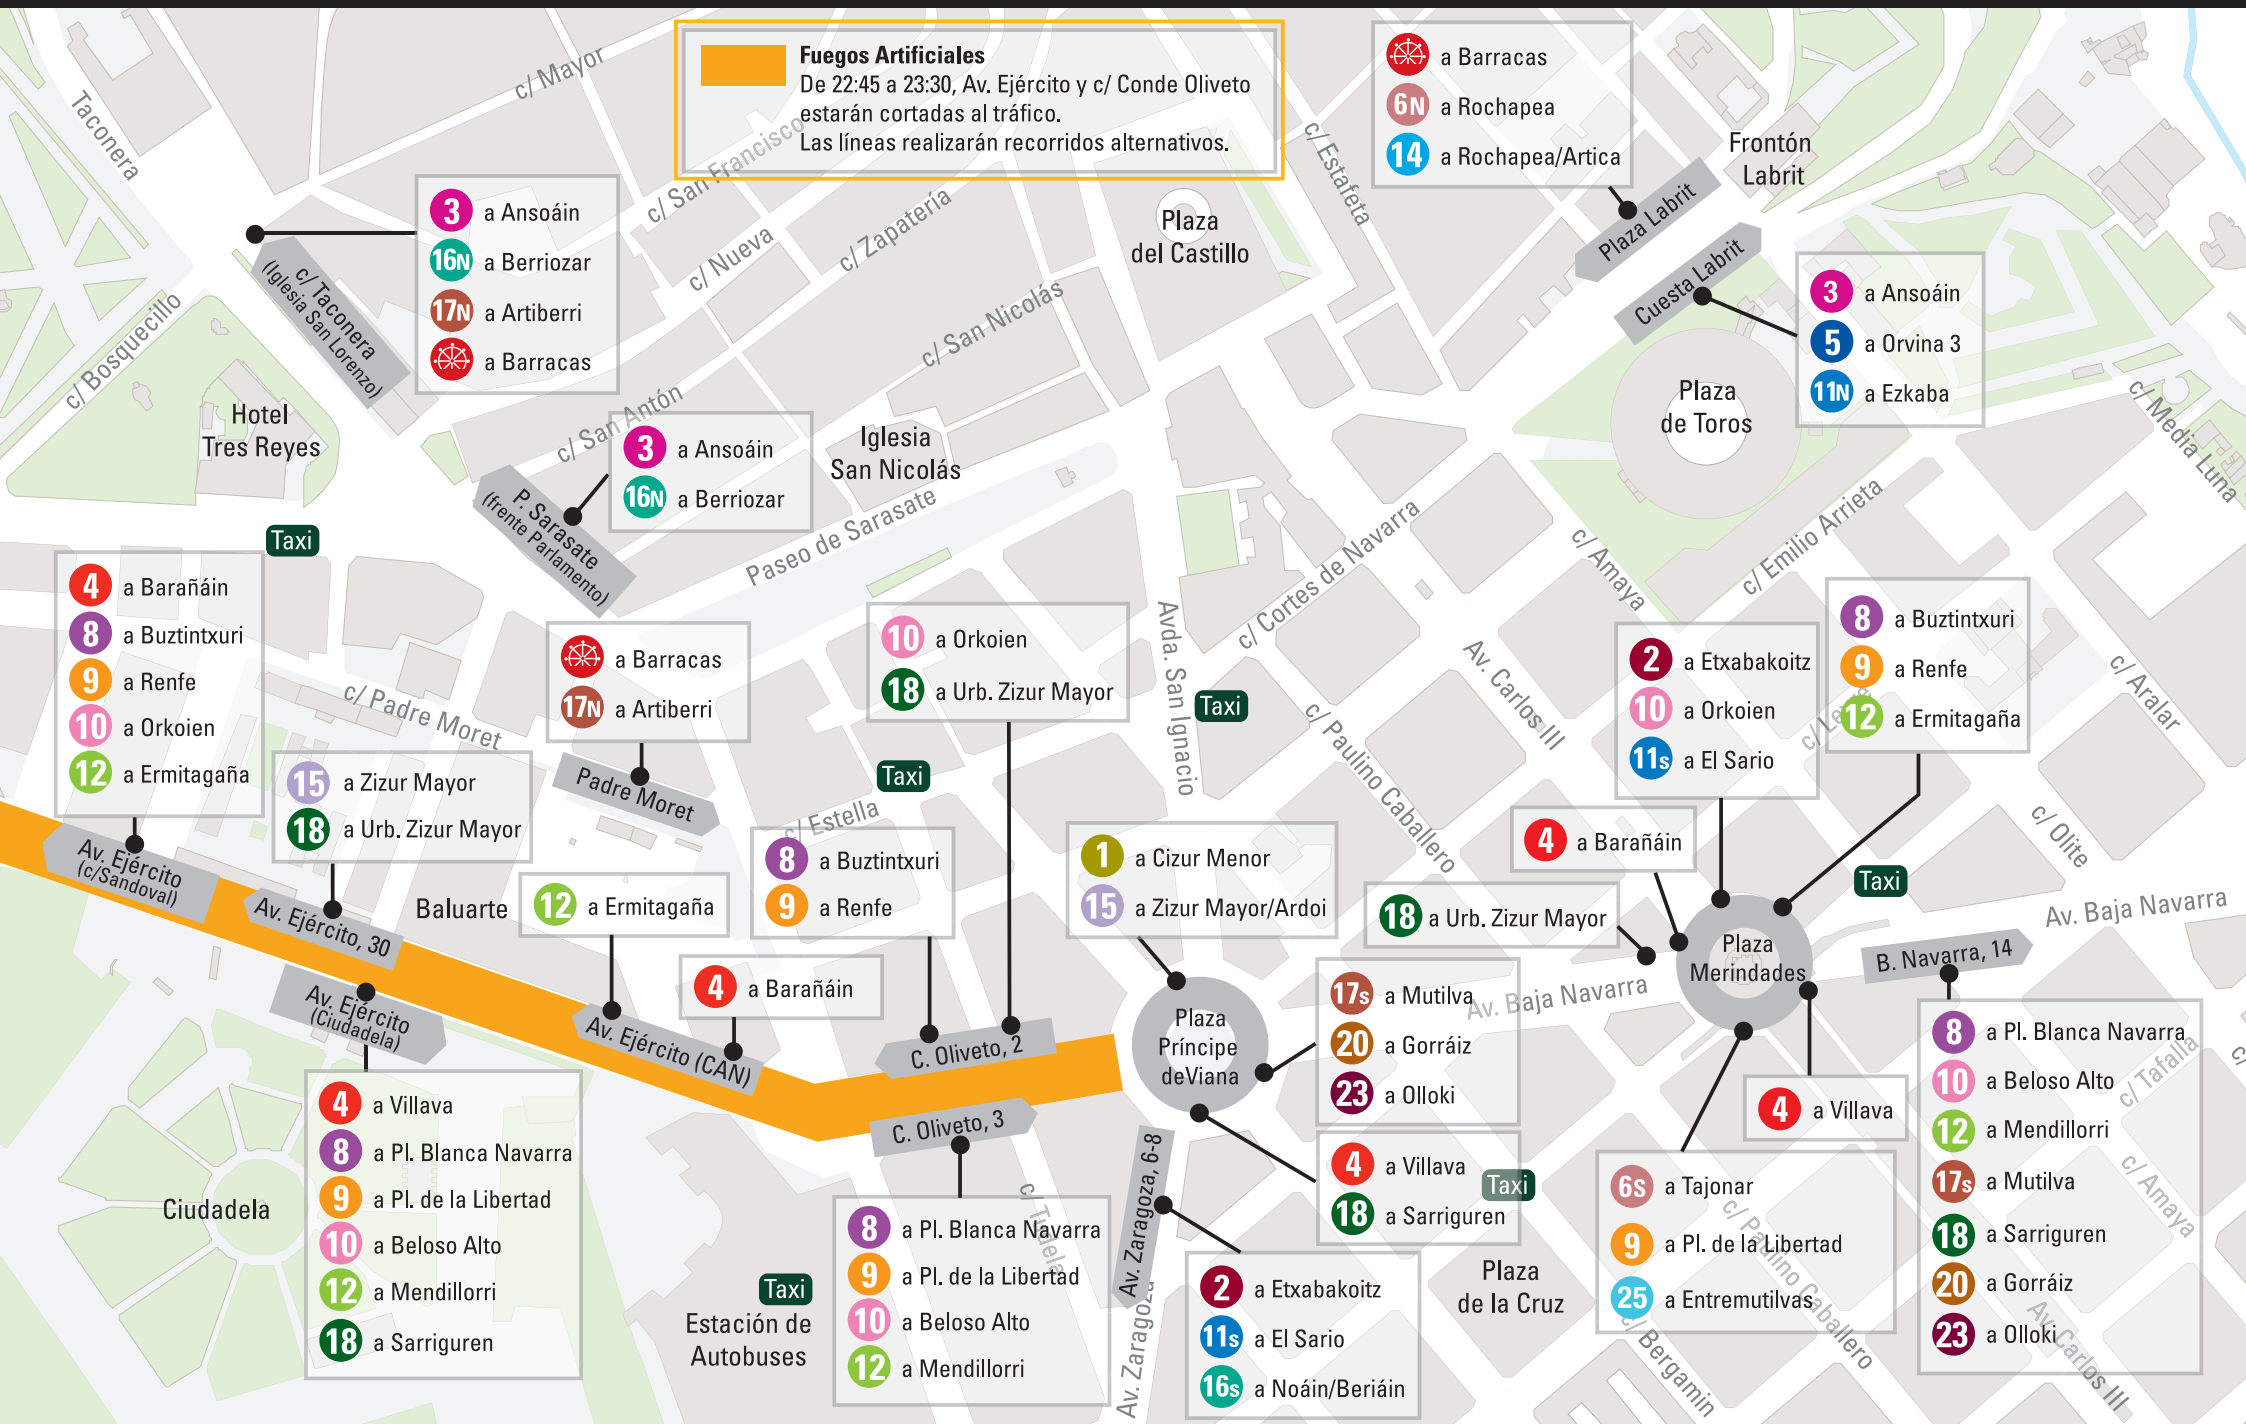 Fuegos Artificiales
De 22:45 a 23:30, Av. Ejército y c/ Conde Oliveto
estarán cortadas al tráfico.
Las líneas realizarán recorridos alternativos.
a Barracas
6N a Rochapea
14 a Rochapea/Artica
Taconera
c/ Mayor
c/ San Francisco
c/ Estafeta
Frontón
Labrit
Plaza Labrit
3 a Ansoáin
16N a Berriozar
17N a Artiberri
a Barracas
c/ Taconera
(Iglesia San Lorenzo)
c/ Nueva
c/ Zapatería
Plaza
del Castillo
Cuesta Labrit
3 a Ansoáin
5 a Orvina 3
11N a Ezkaba
c/ Bosquecillo
c/ San Nicolás
Hotel
Tres Reyes
c/ San Antón
3 a Ansoáin
16N a Berriozar
Iglesia
San Nicolás
Plaza
de Toros
c/ Media Luna
P. Sarasate
(frente Parlamento)
Paseo de Sarasate
c/ Cortes de Navarra
c/ Amaya
c/ Emilio Arrieta
Taxi
4 a Barañáin
8 a Buztintxuri
9 a Renfe
10 a Orkoien
12 a Ermitagaña
c/ Padre Moret
a Barracas
17N a Artiberri
Padre Moret
10 a Orkoien
18 a Urb. Zizur Mayor
Avda. San Ignacio
Taxi
c/ Paulino Caballero
Av. Carlos III
2 a Etxabakoitz
10 a Orkoien
11s a El Sario
8 a Buztintxuri
9 a Renfe
12 a Ermitagaña
c/ Aralar
15 a Zizur Mayor
18 a Urb. Zizur Mayor
Taxi
c/ Estella
8 a Buztintxuri
9 a Renfe
1 a Cizur Menor
15 a Zizur Mayor/Ardoi
4 a Barañáin
18 a Urb. Zizur Mayor
c/ Olite
Taxi
Av. Baja Navarra
Av. Ejército
(c/Sandoval)
Av. Ejército, 30
Baluarte
12 a Ermitagaña
4 a Barañáin
Plaza
Merindades
B. Navarra, 14
Av. Ejército
(Ciudadela)
Av. Ejército (CAN)
C. Oliveto, 2
Plaza
Príncipe
deViana
17s a Mutilva
20 a Gorráiz
23 a Olloki
Av. Baja Navarra
4 a Villava
8 a Pl. Blanca Navarra
10 a Beloso Alto
12 a Mendillorri
17s a Mutilva
18 a Sarriguren
20 a Gorráiz
23 a Olloki
c/ Tafalla
c/
c/ Amaya
Av. Carlos III
4 a Villava
8 a Pl. Blanca Navarra
9 a Pl. de la Libertad
10 a Beloso Alto
12 a Mendillorri
18 a Sarriguren
Ciudadela
C. Oliveto, 3
8 a Pl. Blanca Navarra
9 a Pl. de la Libertad
10 a Beloso Alto
12 a Mendillorri
c/ Tudela
Av. Zaragoza, 6-8
Av. Zaragoza
4 a Villava
18 a Sarriguren
Taxi
Plaza
de la Cruz
6S a Tajonar
9 a Pl. de la Libertad
25 a Entremutilvas
c/ Paulino Caballero
c/ Bergamin
Taxi
Estación de
Autobuses
2 a Etxabakoitz
11s a El Sario
16s a Noáin/Beriáin